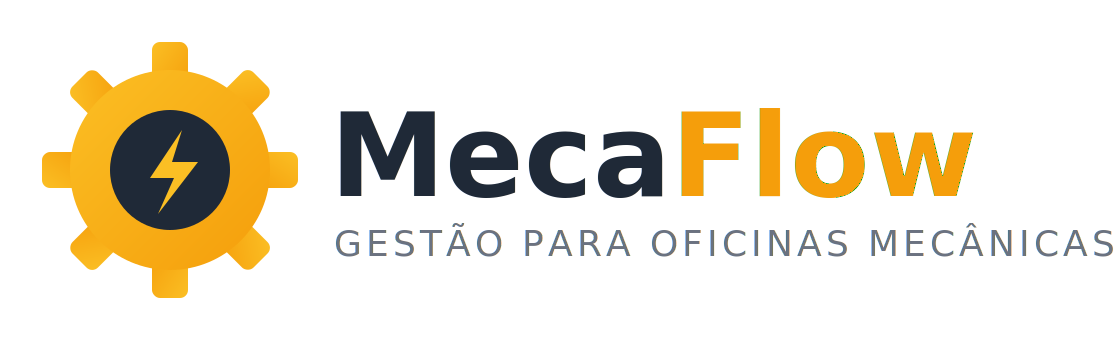 MecaFlow
GESTÃO PARA OFICINAS MECÂNICAS